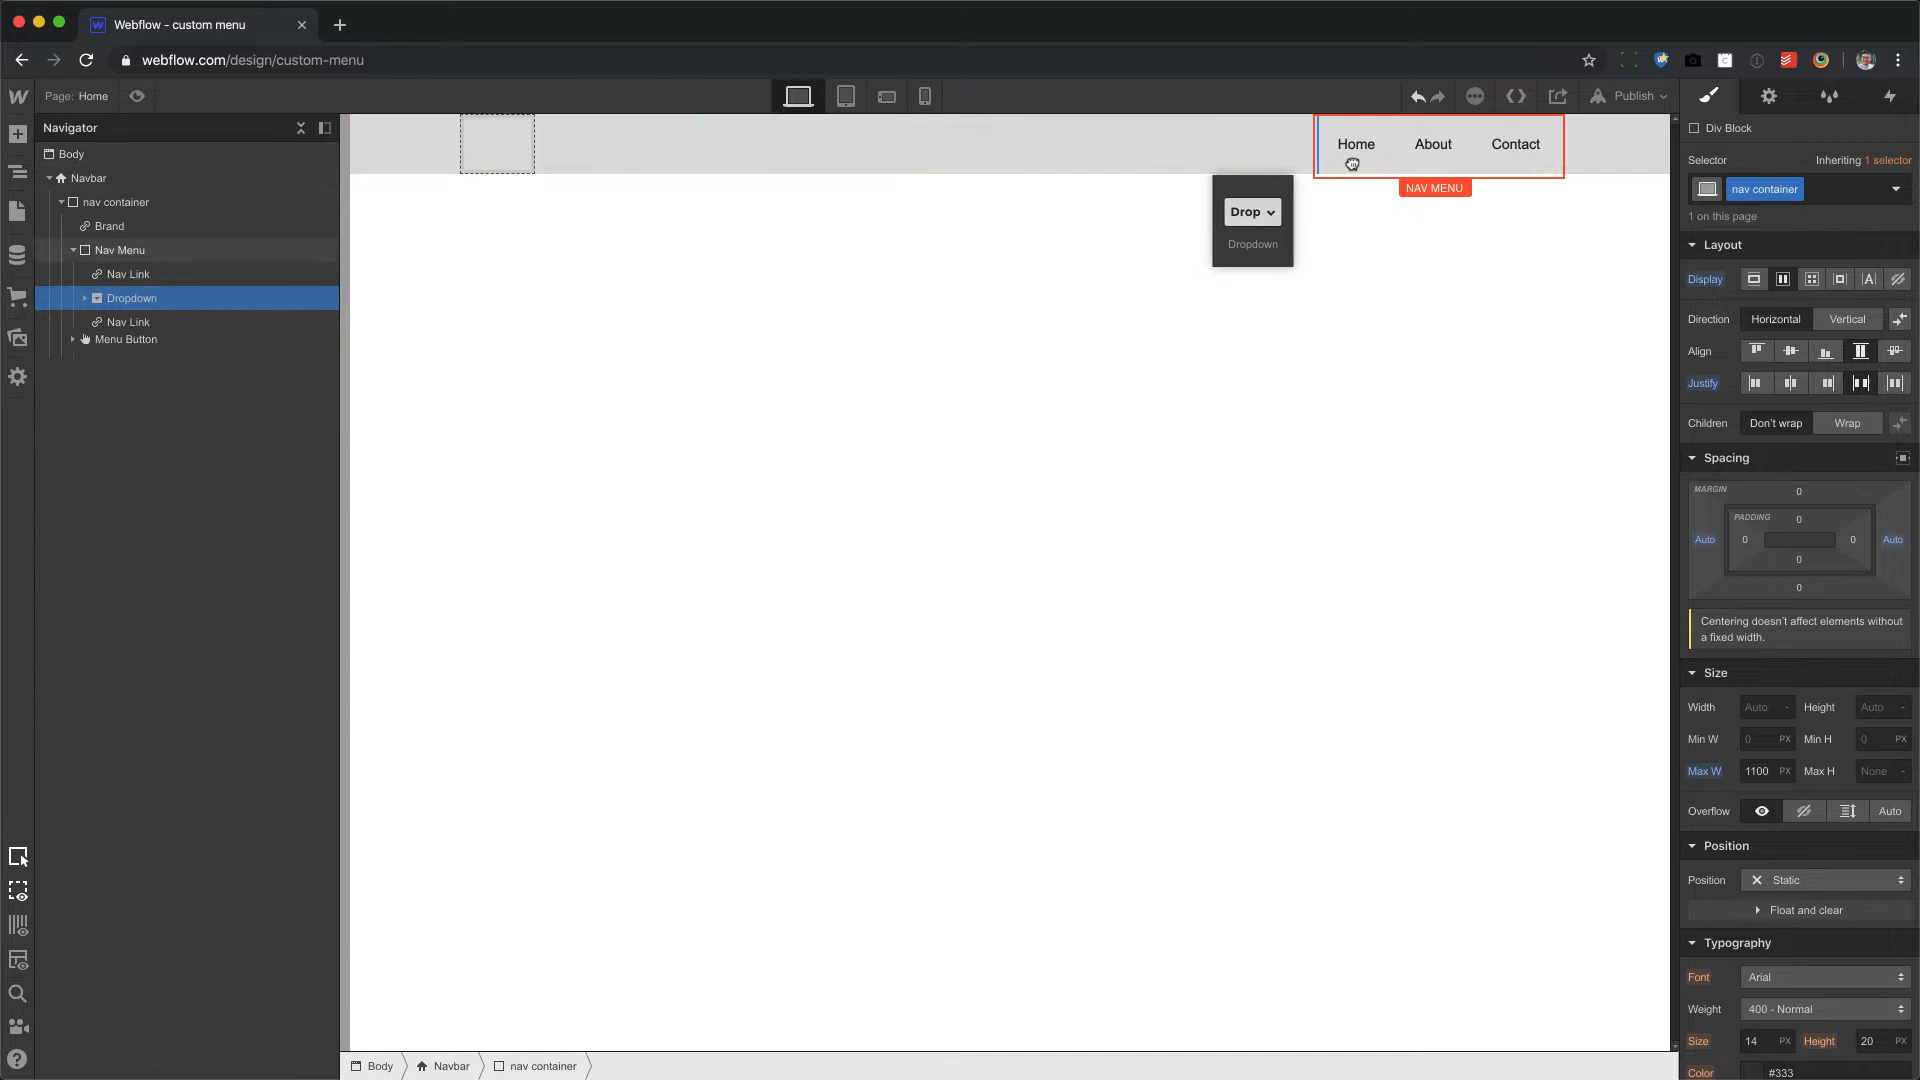 Webflow - custom menu
webflow.com/design/custom-menu
Page: Home
Publish
Navigator
Body
Navbar
nav container
Brand
Nav Menu
Nav Link
Dropdown
Nav Link
Menu Button
Home About Contact
NAV MENU
Drop
Dropdown
Body
Navbar
nav container
Div Block
Selector Inheriting 1 selector
nav container
1 on this page
Layout
Display
Direction Horizontal Vertical
Align
Justify
Children Don't wrap Wrap
Spacing
MARGIN
0
PADDING
0
Auto 0 0 Auto
0
0
Centering doesn't affect elements without
a fixed width.
Size
Width Auto - Height Auto -
Min W 0 PX Min H 0 PX
Max W 1100 PX Max H None -
Overflow Auto
Position
Position Static
Float and clear
Typography
Font Arial
Weight 400 - Normal
Size 14 PX Height 20 PX
Color #333